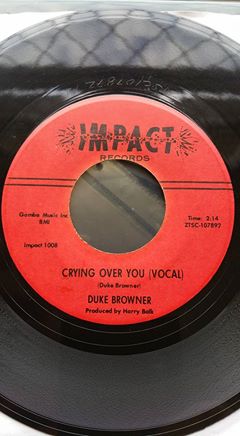 IMPACT
RECORDS
Gomba Music Inc
BMI
Time: 2:14
ZTSC-107892
Impact 1008
CRYING OVER YOU (VOCAL)
(Duke Browner)
DUKE BROWNER
Produced by Harry Balk